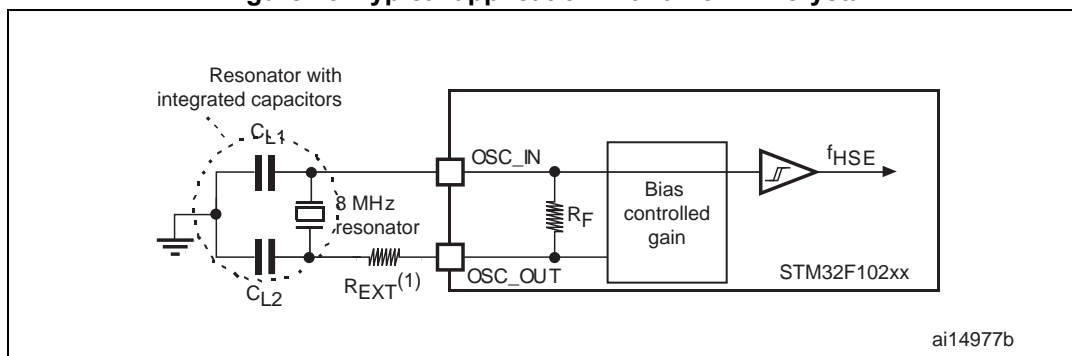 Resonator with
integrated capacitors
CL1
OSC_IN
fHSE
8 MHz
resonator
RF
Bias
controlled
gain
STM32F102xx
REXT(1)
OSC_OUT
CL2
ai14977b